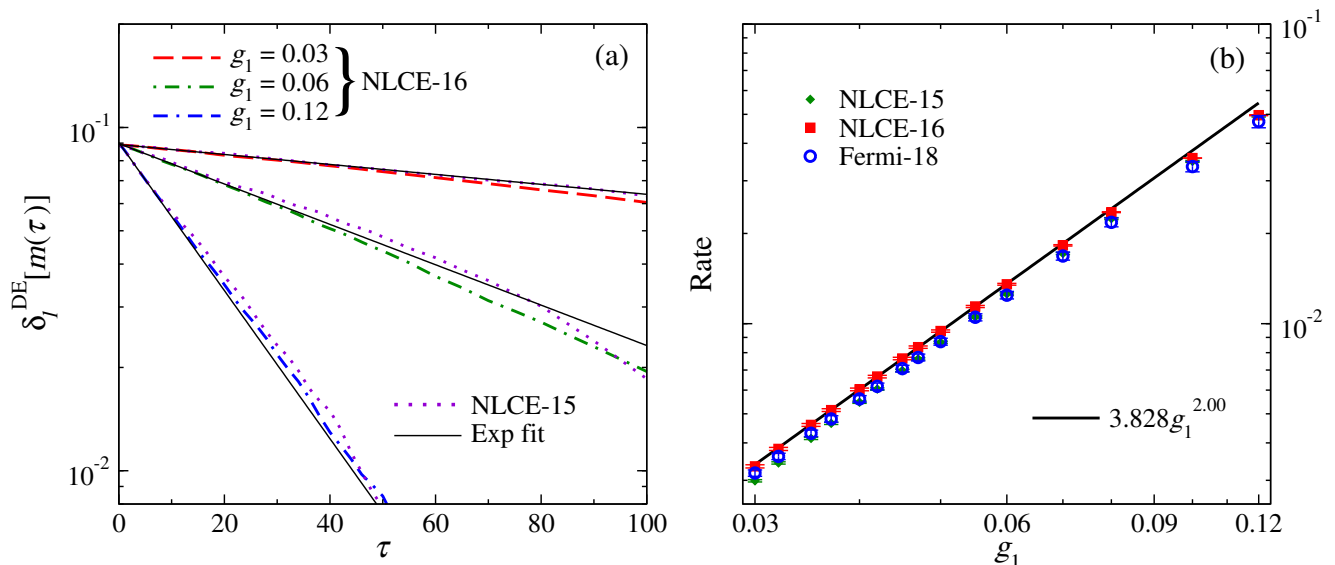 (a)
g₁ = 0.03
g₁ = 0.06
g₁ = 0.12
} NLCE-16
10⁻¹
10⁻²
δ_l^DE[m(τ)]
NLCE-15
Exp fit
0 20 40 60 80 100
τ
(b)
NLCE-15
NLCE-16
Fermi-18
Rate
10⁻¹
10⁻²
3.828g₁^2.00
0.03 0.06 0.09 0.12
g₁